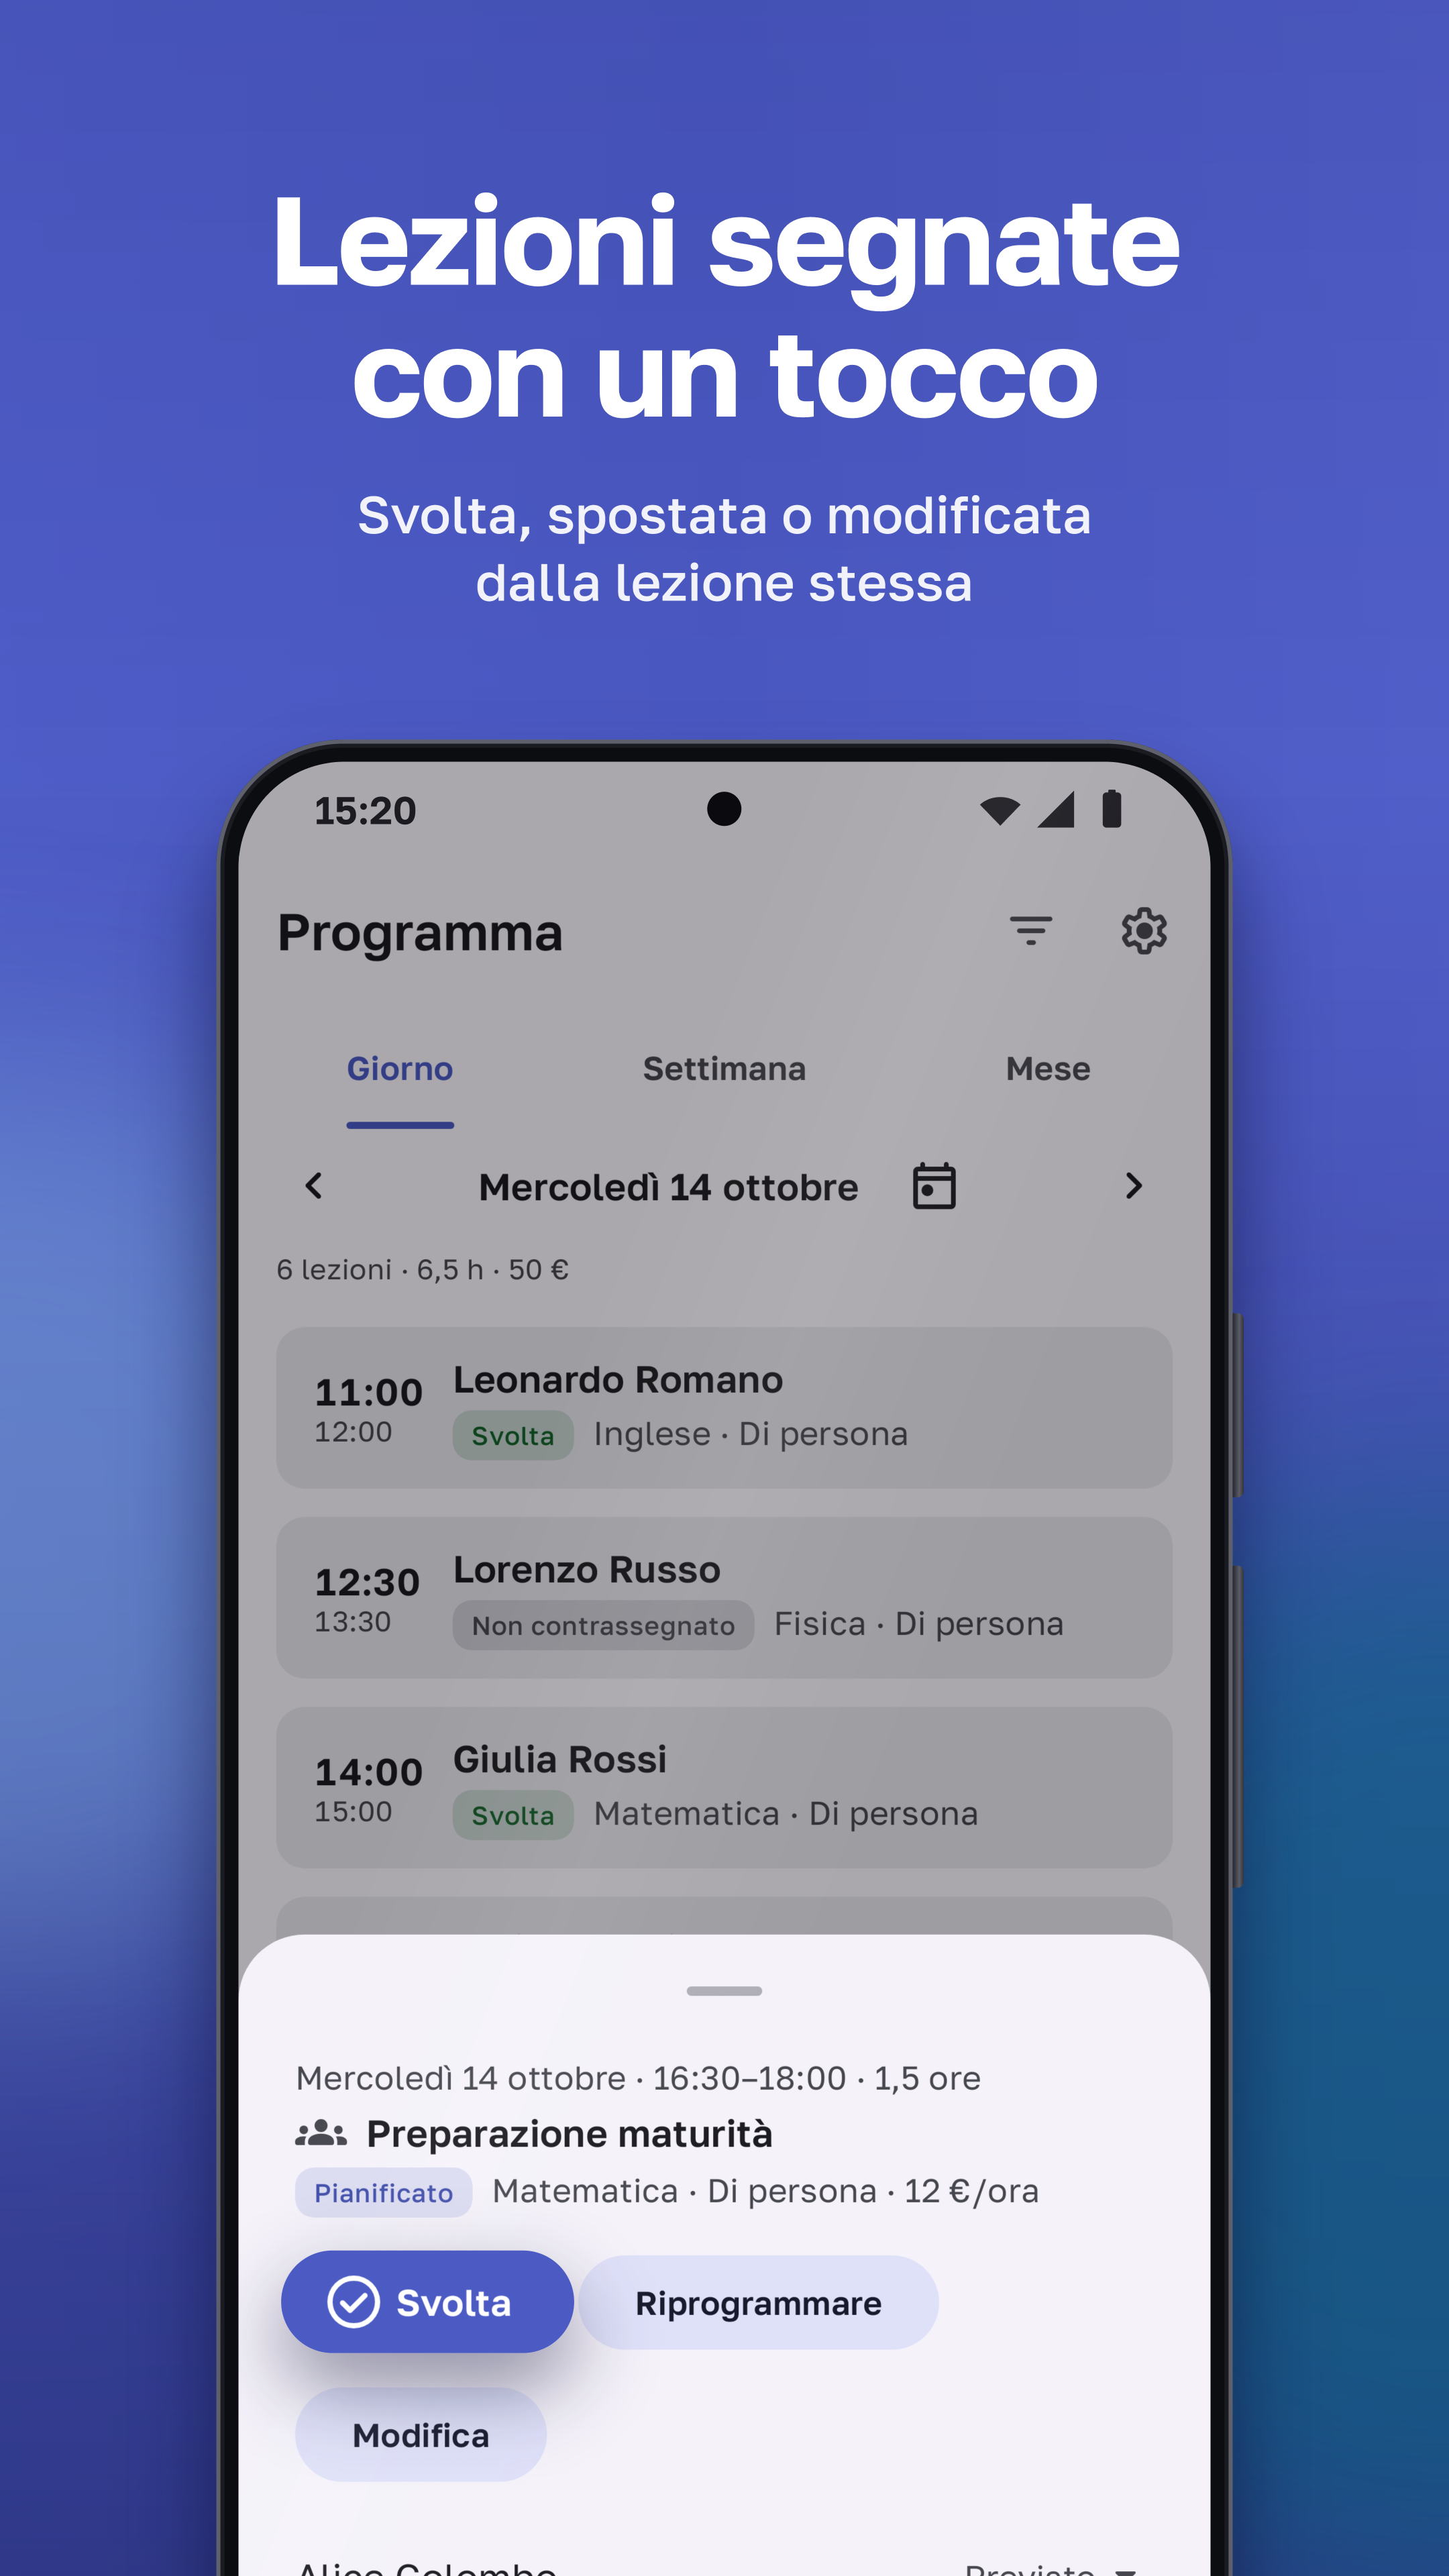 Lezioni segnate
con un tocco
Svolta, spostata o modificata
dalla lezione stessa
15:20
Programma
Giorno Settimana Mese
Mercoledì 14 ottobre
6 lezioni · 6,5 h · 50 €
11:00 Leonardo Romano
12:00 Svolta Inglese · Di persona
12:30 Lorenzo Russo
13:30 Non contrassegnato Fisica · Di persona
14:00 Giulia Rossi
15:00 Svolta Matematica · Di persona
Mercoledì 14 ottobre · 16:30–18:00 · 1,5 ore
Preparazione maturità
Pianificato Matematica · Di persona · 12 €/ora
Svolta Riprogrammare
Modifica
Alice Colombo Previsto